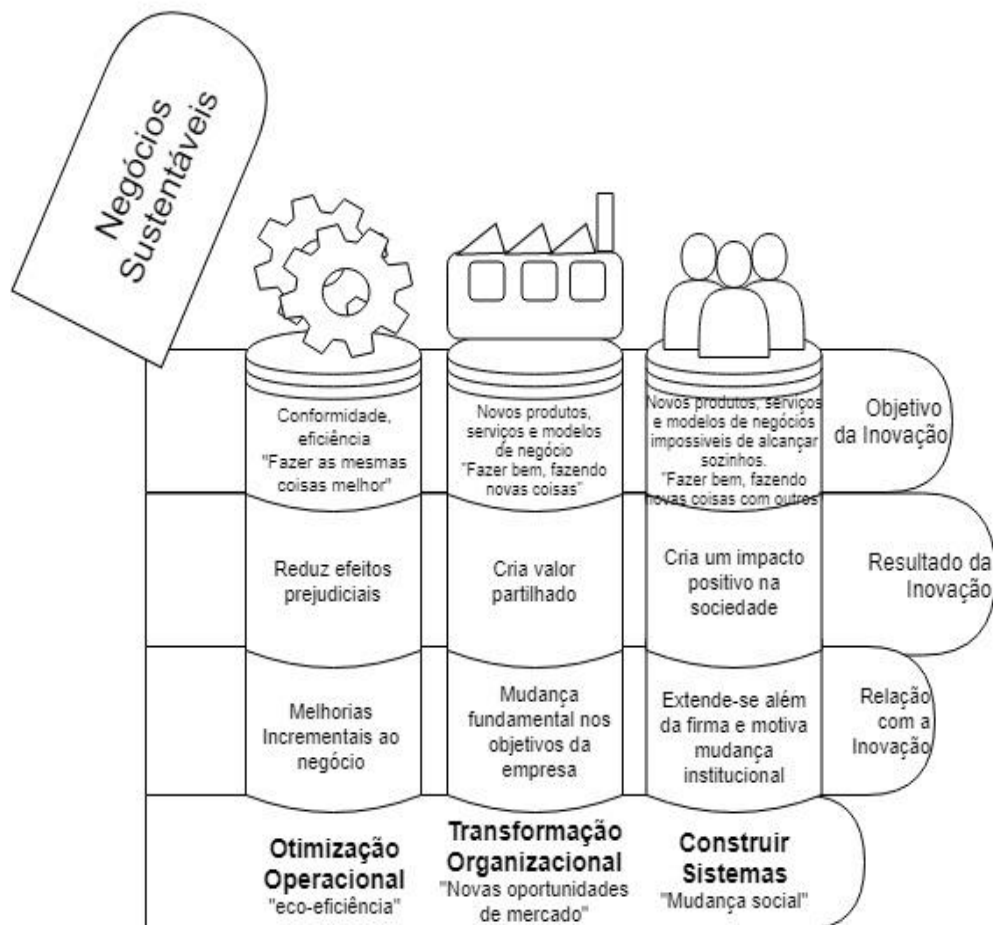 Negócios
Sustentáveis
Conformidade,
eficiência
"Fazer as mesmas
coisas melhor"
Novos produtos,
serviços e modelos
de negócio
"Fazer bem, fazendo
novas coisas"
Novos produtos, serviços
e modelos de negócios
impossiveis de alcançar
sozinhos.
"Fazer bem, fazendo
novas coisas com outros
Objetivo
da Inovação
Reduz efeitos
prejudiciais
Cria valor
partilhado
Cria um impacto
positivo na
sociedade
Resultado da
Inovação
Melhorias
Incrementais ao
negócio
Mudança
fundamental nos
objetivos da
empresa
Extende-se além
da firma e motiva
mudança
institucional
Relação
com a
Inovação
Otimização
Operacional
"eco-eficiência"
Transformação
Organizacional
"Novas oportunidades
de mercado"
Construir
Sistemas
"Mudança social"